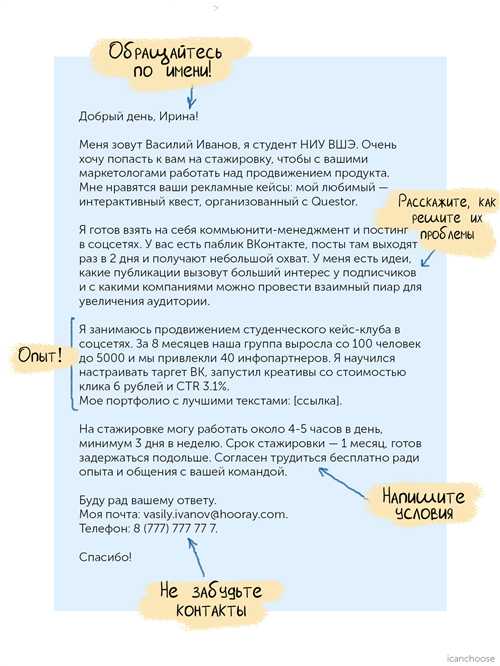 Обращайтесь
по имени!
Добрый день, Ирина!
Меня зовут Василий Иванов, я студент НИУ ВШЭ. Очень
хочу попасть к вам на стажировку, чтобы с вашими
маркетологами работать над продвижением продукта.
Мне нравятся ваши рекламные кейсы: мой любимый —
интерактивный квест, организованный с Questor.
Расскажите, как
решите их
проблемы
Я готов взять на себя коммьюнити-менеджмент и постинг
в соцсетях. У вас есть паблик ВКонтакте, посты там выходят
раз в 2 дня и получают небольшой охват. У меня есть идеи,
какие публикации вызовут больший интерес у подписчиков
и с какими компаниями можно провести взаимный пиар для
увеличения аудитории.
Опыт!
Я занимаюсь продвижением студенческого кейс-клуба в
соцсетях. За 8 месяцев наша группа выросла со 100 человек
до 5000 и мы привлекли 40 инфопартнеров. Я научился
настраивать таргет ВК, запустил креативы со стоимостью
клика 6 рублей и CTR 3.1%.
Мое портфолио с лучшими текстами: [ссылка].
На стажировке могу работать около 4-5 часов в день,
минимум 3 дня в неделю. Срок стажировки — 1 месяц, готов
задержаться подольше. Согласен трудиться бесплатно ради
опыта и общения с вашей командой.
Напишите
условия
Буду рад вашему ответу.
Моя почта: vasily.ivanov@hooray.com.
Телефон: 8 (777) 777 77 7.
Спасибо!
Не забудьте
контакты
icanchoose